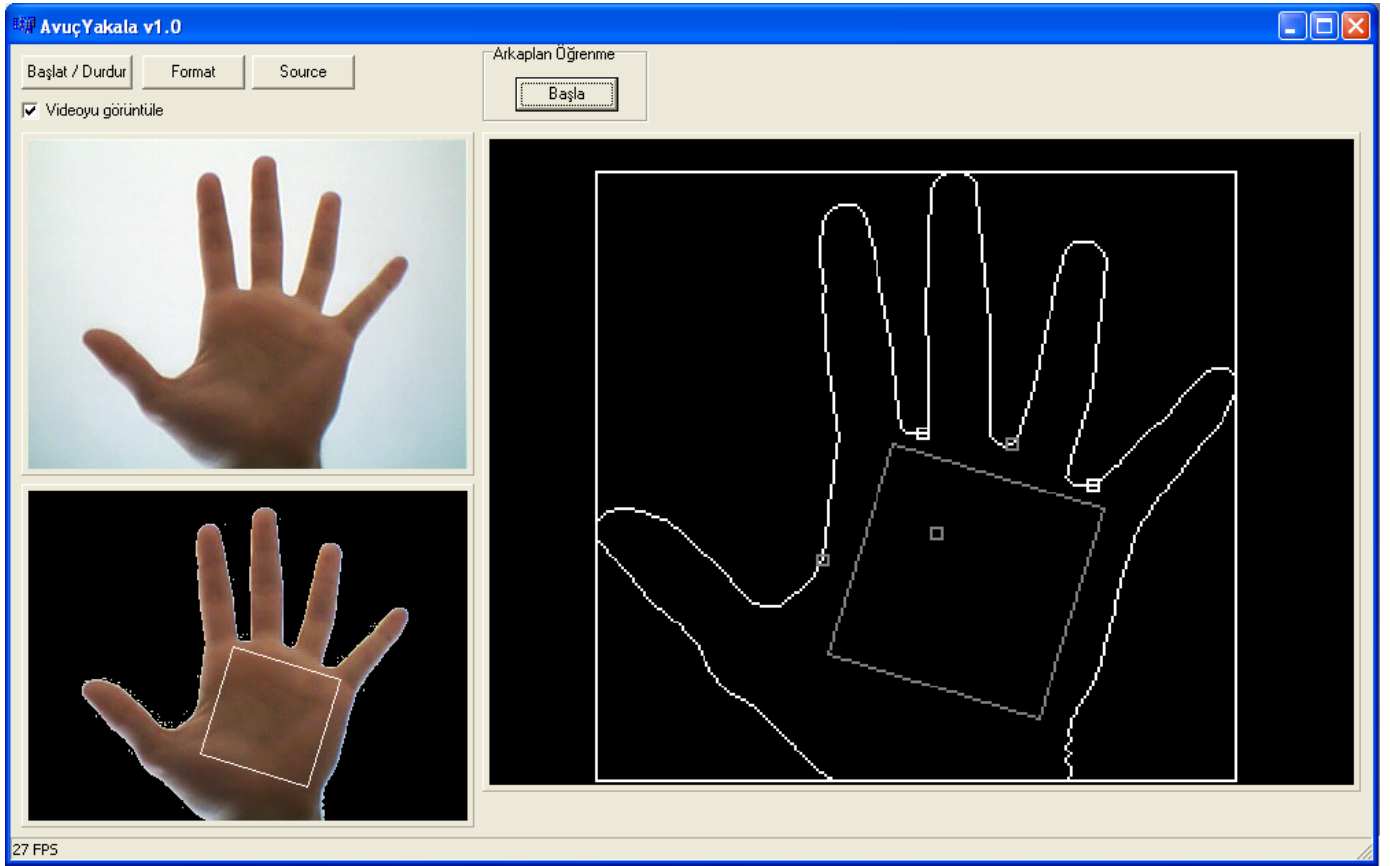 AvuçYakala v1.0
Başlat / Durdur
Format
Source
Arkaplan Öğrenme
Başla
Videoyu görüntüle
27 FPS